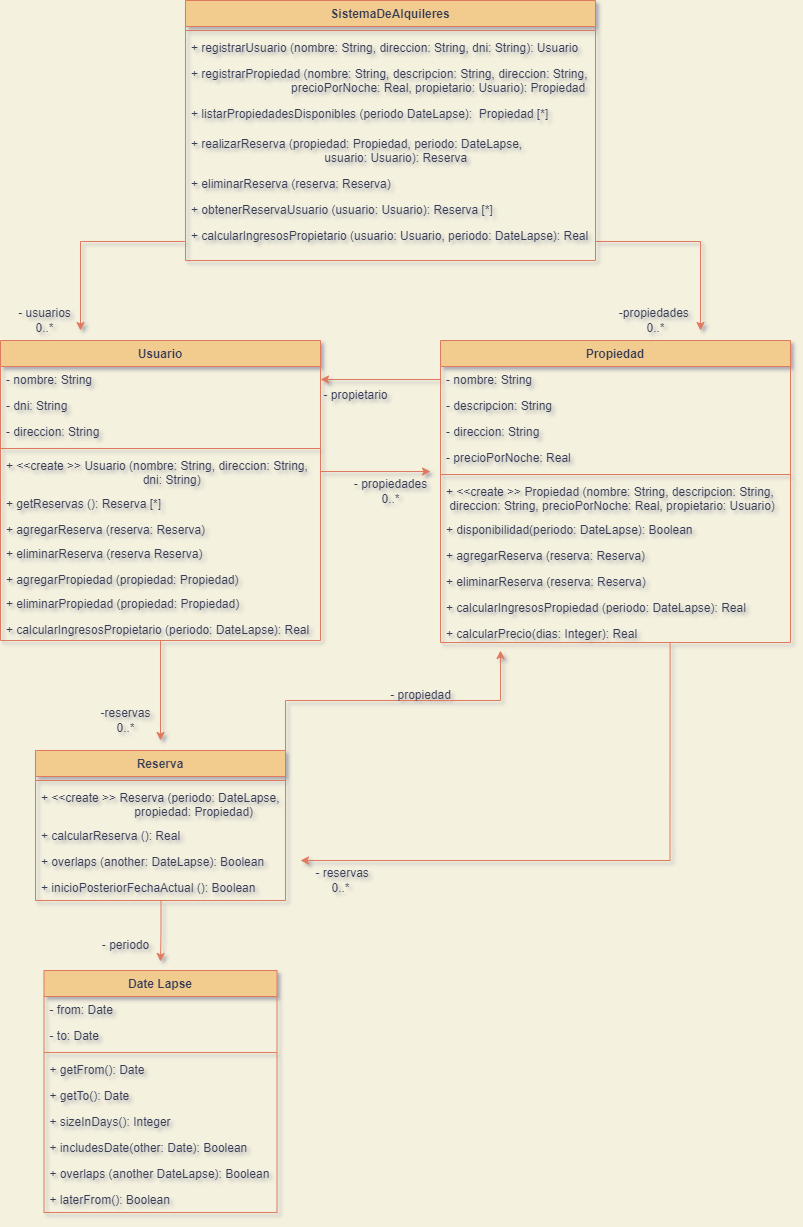 SistemaDeAlquileres
+ registrarUsuario (nombre: String, direccion: String, dni: String): Usuario
+ registrarPropiedad (nombre: String, descripcion: String, direccion: String,
precioPorNoche: Real, propietario: Usuario): Propiedad
+ listarPropiedadesDisponibles (periodo DateLapse): Propiedad [*]
+ realizarReserva (propiedad: Propiedad, periodo: DateLapse,
usuario: Usuario): Reserva
+ eliminarReserva (reserva: Reserva)
+ obtenerReservaUsuario (usuario: Usuario): Reserva [*]
+ calcularIngresosPropietario (usuario: Usuario, periodo: DateLapse): Real
- usuarios
0..*
-propiedades
0..*
Usuario
- nombre: String
- dni: String
- direccion: String
+ <<create >> Usuario (nombre: String, direccion: String,
dni: String)
+ getReservas (): Reserva [*]
+ agregarReserva (reserva: Reserva)
+ eliminarReserva (reserva Reserva)
+ agregarPropiedad (propiedad: Propiedad)
+ eliminarPropiedad (propiedad: Propiedad)
+ calcularIngresosPropietario (periodo: DateLapse): Real
- propietario
- propiedades
0..*
Propiedad
- nombre: String
- descripcion: String
- direccion: String
- precioPorNoche: Real
+ <<create >> Propiedad (nombre: String, descripcion: String,
direccion: String, precioPorNoche: Real, propietario: Usuario)
+ disponibilidad(periodo: DateLapse): Boolean
+ agregarReserva (reserva: Reserva)
+ eliminarReserva (reserva: Reserva)
+ calcularIngresosPropiedad (periodo: DateLapse): Real
+ calcularPrecio(dias: Integer): Real
-reservas
0..*
- propiedad
Reserva
+ <<create >> Reserva (periodo: DateLapse,
propiedad: Propiedad)
+ calcularReserva (): Real
+ overlaps (another: DateLapse): Boolean
+ inicioPosteriorFechaActual (): Boolean
- reservas
0..*
- periodo
Date Lapse
- from: Date
- to: Date
+ getFrom(): Date
+ getTo(): Date
+ sizeInDays(): Integer
+ includesDate(other: Date): Boolean
+ overlaps (another DateLapse): Boolean
+ laterFrom(): Boolean